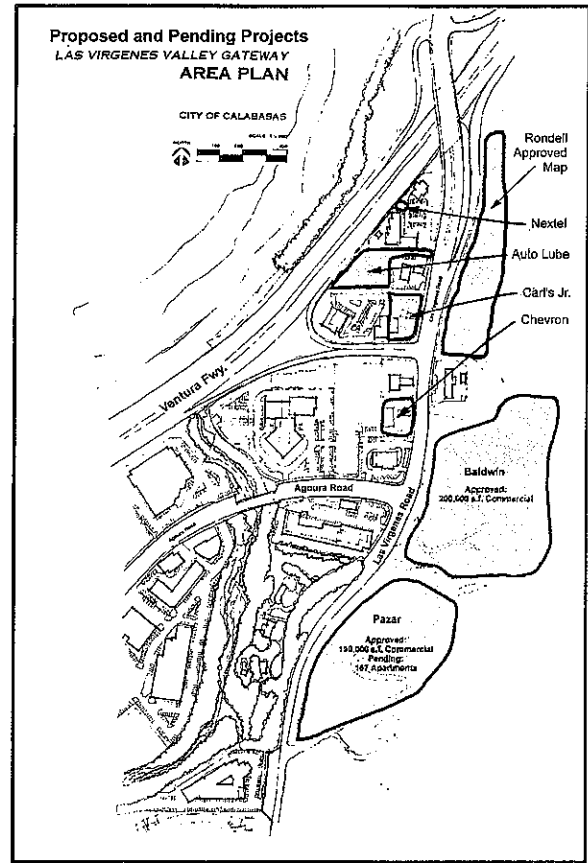 Proposed and Pending Projects
LAS VIRGENES VALLEY GATEWAY
AREA PLAN
CITY OF CALABASAS
NORTH
Rondell
Approved
Map
Nextel
Auto Lube
Carl's Jr.
Chevron
Ventura Fwy.
Agoura Road
Las Virgenes Road
Baldwin
Approved:
200,000 s.f. Commercial
Pazar
Approved:
Commercial
Pending:
167 Apartments